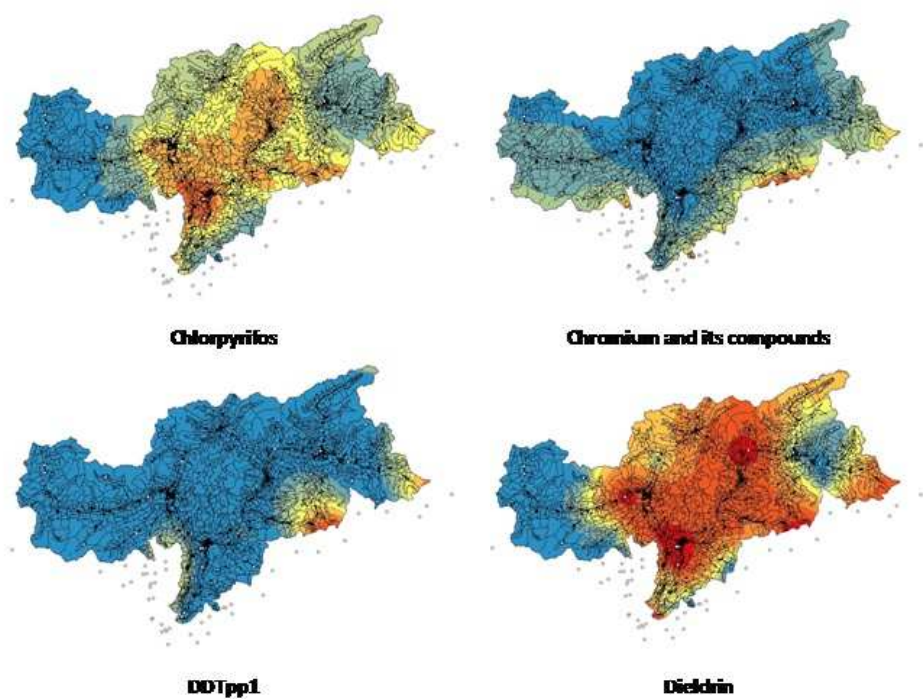 Chlorpyrifos
Chromium and its compounds
DDTpp1
Dieldrin